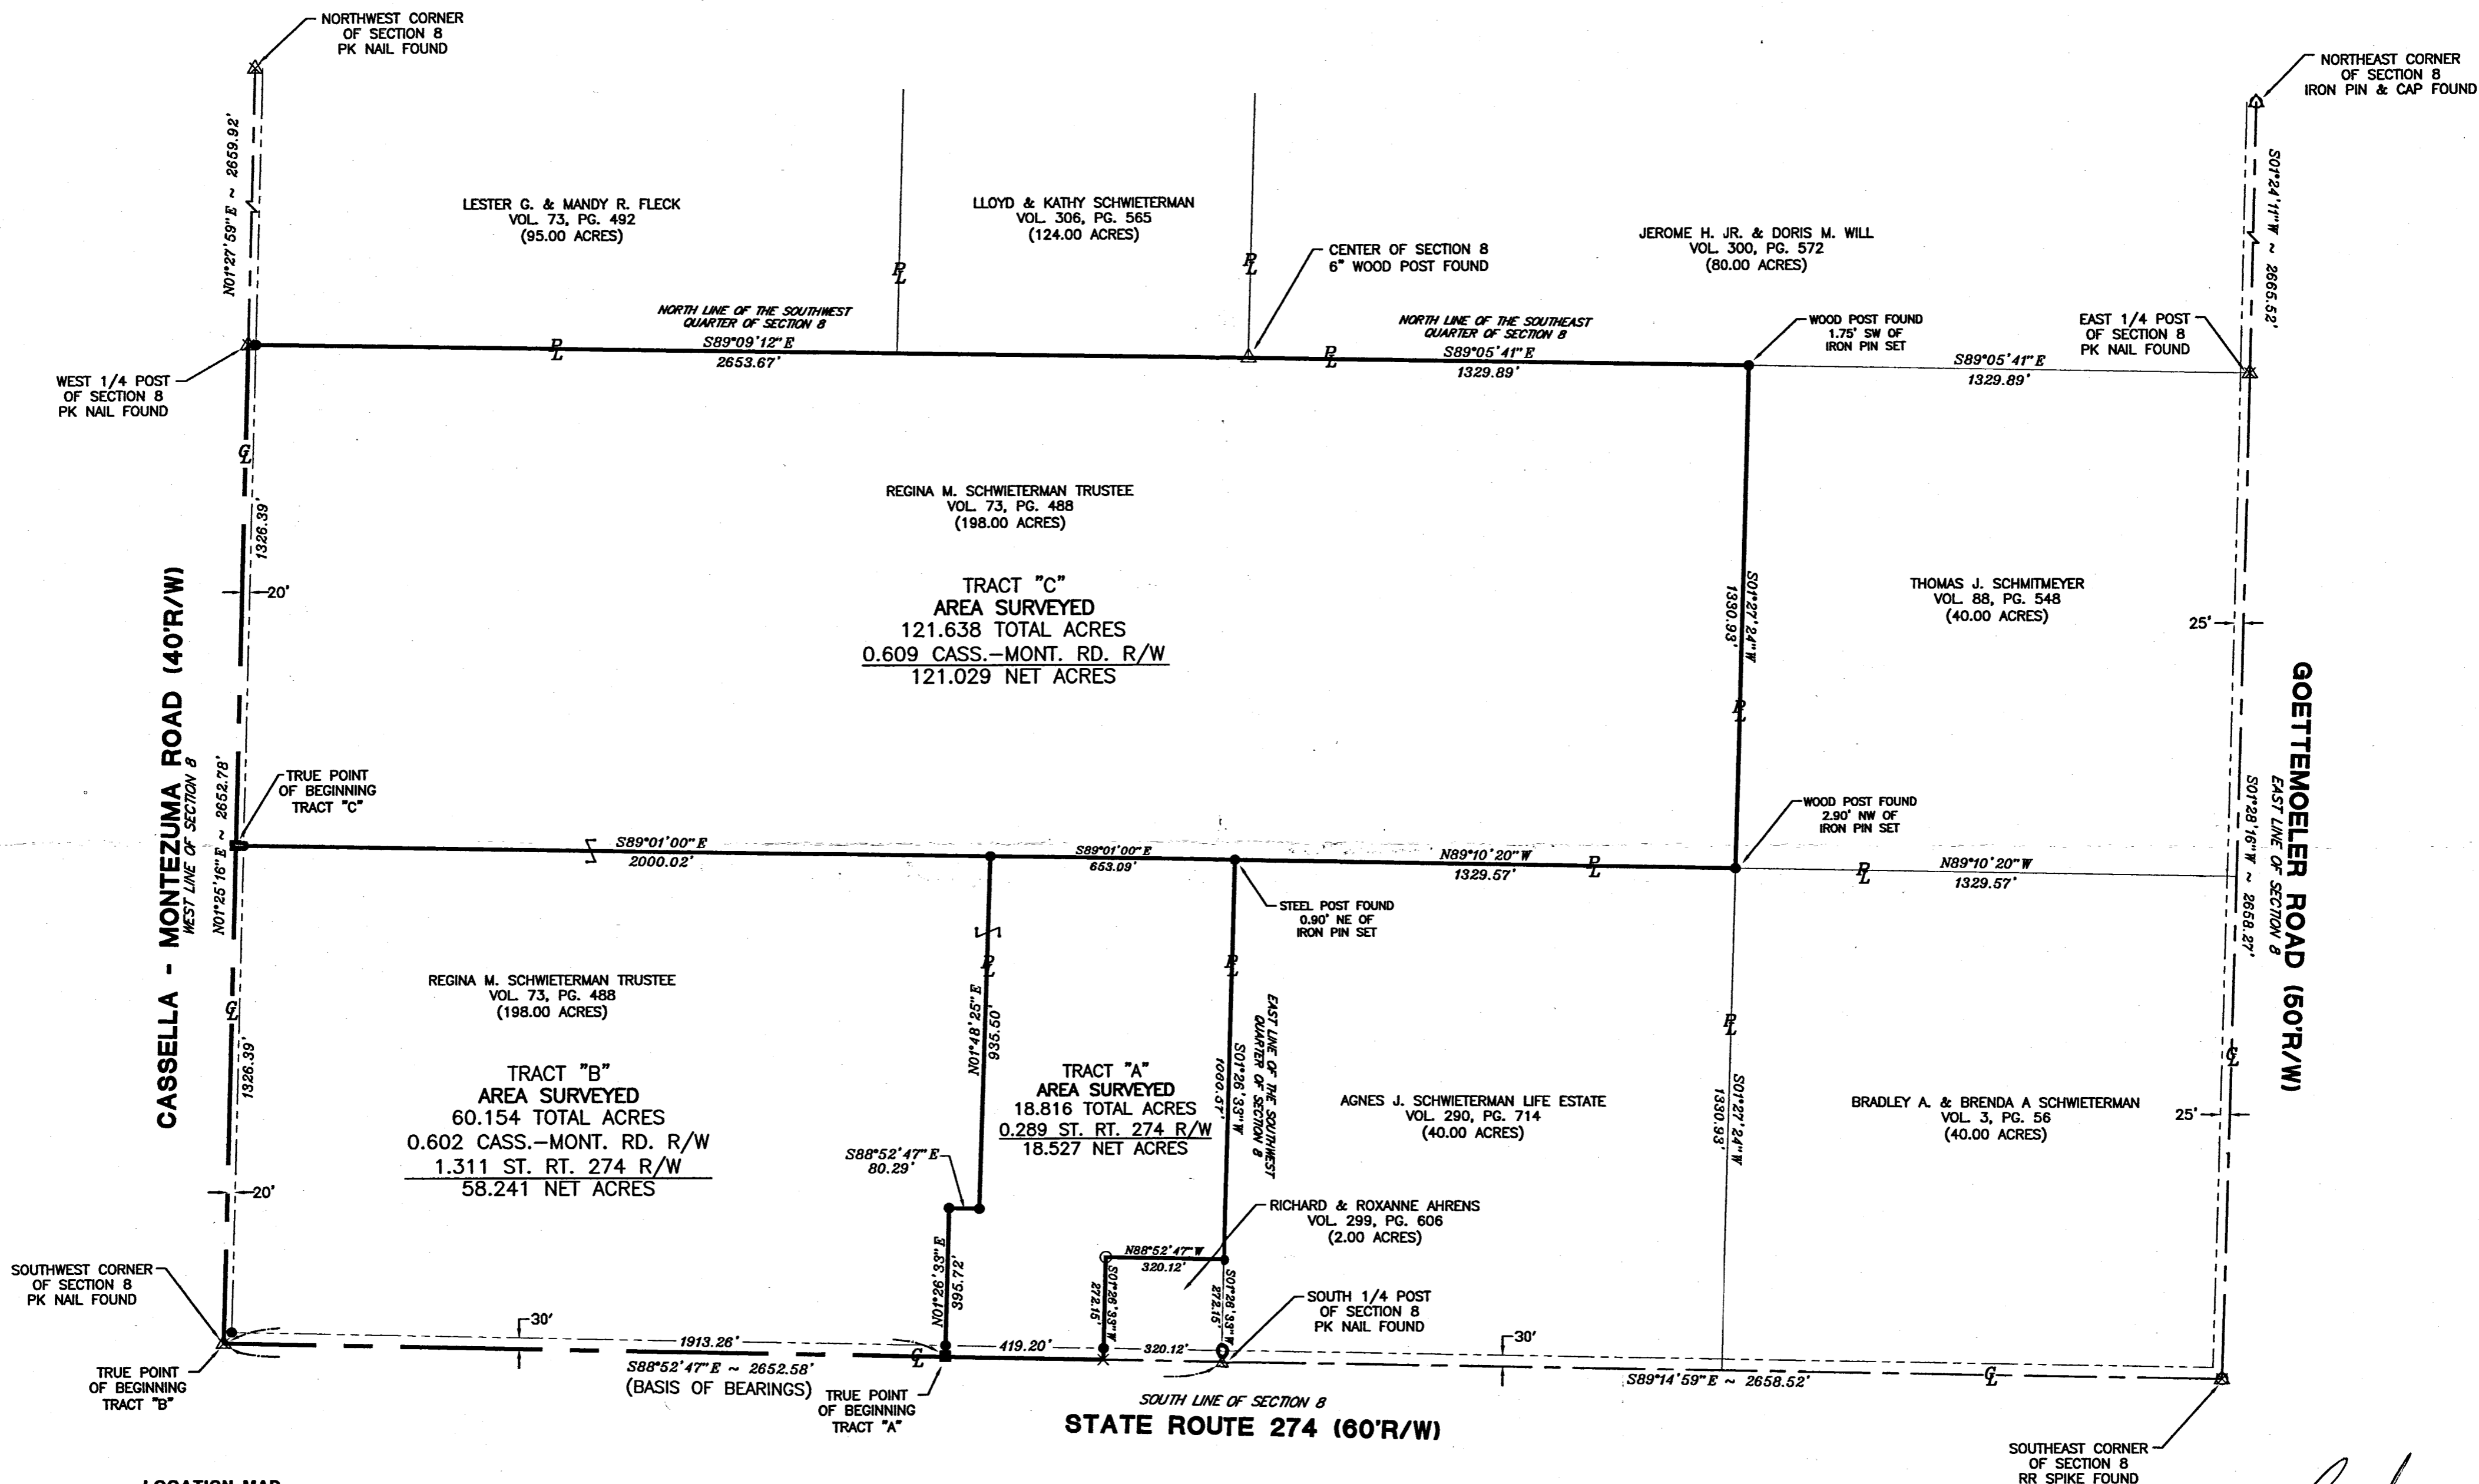 NORTHWEST CORNER
OF SECTION 8
PK NAIL FOUND
NORTHEAST CORNER
OF SECTION 8
IRON PIN & CAP FOUND
N01°27'59"E ~ 2659.92'
LESTER G. & MANDY R. FLECK
VOL. 73, PG. 492
(95.00 ACRES)
LLOYD & KATHY SCHWIETERMAN
VOL. 306, PG. 565
(124.00 ACRES)
CENTER OF SECTION 8
6" WOOD POST FOUND
JEROME H. JR. & DORIS M. WILL
VOL. 300, PG. 572
(80.00 ACRES)
S01°24'11"W ~ 2665.52'
PL
PL
NORTH LINE OF THE SOUTHWEST
QUARTER OF SECTION 8
S89°09'12"E
2653.67'
PL
NORTH LINE OF THE SOUTHEAST
QUARTER OF SECTION 8
S89°05'41"E
1329.89'
PL
WOOD POST FOUND
1.75' SW OF
IRON PIN SET
EAST 1/4 POST
OF SECTION 8
PK NAIL FOUND
S89°05'41"E
1329.89'
WEST 1/4 POST
OF SECTION 8
PK NAIL FOUND
CL
1326.39'
20'
REGINA M. SCHWIETERMAN TRUSTEE
VOL. 73, PG. 488
(198.00 ACRES)
TRACT "C"
AREA SURVEYED
121.638 TOTAL ACRES
0.609 CASS.-MONT. RD. R/W
121.029 NET ACRES
S01°27'24"W
1330.93'
PL
THOMAS J. SCHMITMEYER
VOL. 88, PG. 548
(40.00 ACRES)
25'
CASSELLA - MONTEZUMA ROAD (40'R/W)
WEST LINE OF SECTION 8
N01°25'16"E ~ 2652.78'
GOETTEMOELER ROAD (50'R/W)
EAST LINE OF SECTION 8
S01°28'16"W ~ 2658.27'
TRUE POINT
OF BEGINNING
TRACT "C"
WOOD POST FOUND
2.90' NW OF
IRON PIN SET
S89°01'00"E
2000.02'
S89°01'00"E
653.09'
N89°10'20"W
1329.57'
PL
N89°10'20"W
1329.57'
PL
STEEL POST FOUND
0.90' NE OF
IRON PIN SET
CL
1326.39'
20'
REGINA M. SCHWIETERMAN TRUSTEE
VOL. 73, PG. 488
(198.00 ACRES)
TRACT "B"
AREA SURVEYED
60.154 TOTAL ACRES
0.602 CASS.-MONT. RD. R/W
1.311 ST. RT. 274 R/W
58.241 NET ACRES
PL
N01°48'25"E
935.50'
S88°52'47"E
80.29'
N01°26'33"E
395.72'
TRACT "A"
AREA SURVEYED
18.816 TOTAL ACRES
0.289 ST. RT. 274 R/W
18.527 NET ACRES
PL
EAST LINE OF THE SOUTHWEST
QUARTER OF SECTION 8
S01°26'33"W
1060.57'
AGNES J. SCHWIETERMAN LIFE ESTATE
VOL. 290, PG. 714
(40.00 ACRES)
PL
S01°27'24"W
1330.93'
BRADLEY A. & BRENDA A SCHWIETERMAN
VOL. 3, PG. 56
(40.00 ACRES)
25'
CL
RICHARD & ROXANNE AHRENS
VOL. 299, PG. 606
(2.00 ACRES)
N88°52'47"W
320.12'
S01°26'33"W
272.15'
S01°26'33"W
272.15'
SOUTH 1/4 POST
OF SECTION 8
PK NAIL FOUND
SOUTHWEST CORNER
OF SECTION 8
PK NAIL FOUND
30'
1913.26'
419.20'
320.12'
30'
CL
S88°52'47"E ~ 2652.58'
(BASIS OF BEARINGS)
S89°14'59"E ~ 2658.52'
CL
TRUE POINT
OF BEGINNING
TRACT "B"
TRUE POINT
OF BEGINNING
TRACT "A"
SOUTH LINE OF SECTION 8
STATE ROUTE 274 (60'R/W)
SOUTHEAST CORNER
OF SECTION 8
RR SPIKE FOUND
LOCATION MAP